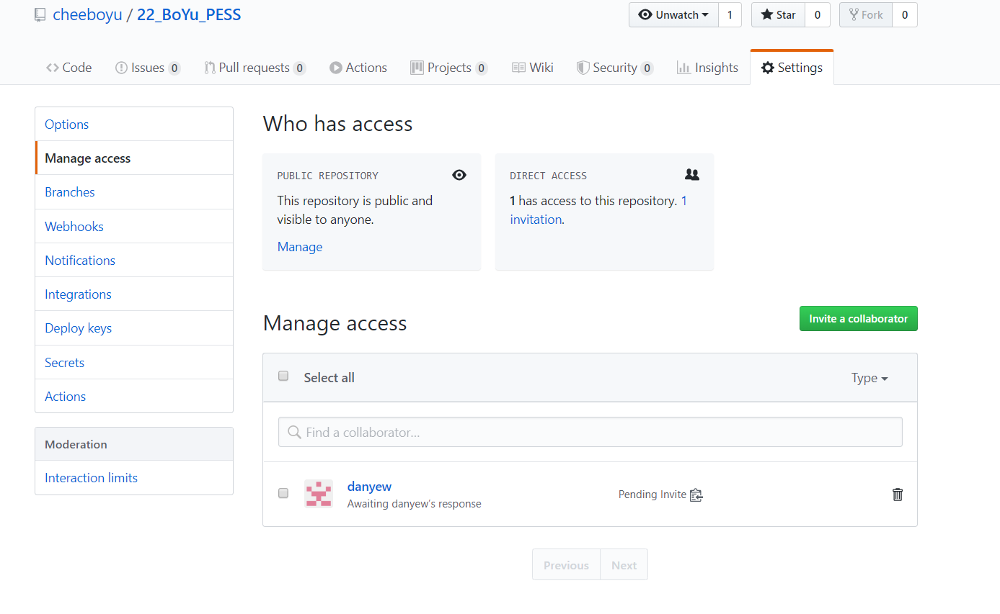 cheeboyu / 22_BoYu_PESS
Unwatch 1 Star 0 Fork 0
Code Issues 0 Pull requests 0 Actions Projects 0 Wiki Security 0 Insights Settings
Options
Manage access
Branches
Webhooks
Notifications
Integrations
Deploy keys
Secrets
Actions
Moderation
Interaction limits
Who has access
PUBLIC REPOSITORY
This repository is public and
visible to anyone.
Manage
DIRECT ACCESS
1 has access to this repository. 1
invitation.
Manage access
Invite a collaborator
Select all
Type
Find a collaborator...
danyew
Awaiting danyew's response
Pending Invite
Previous Next